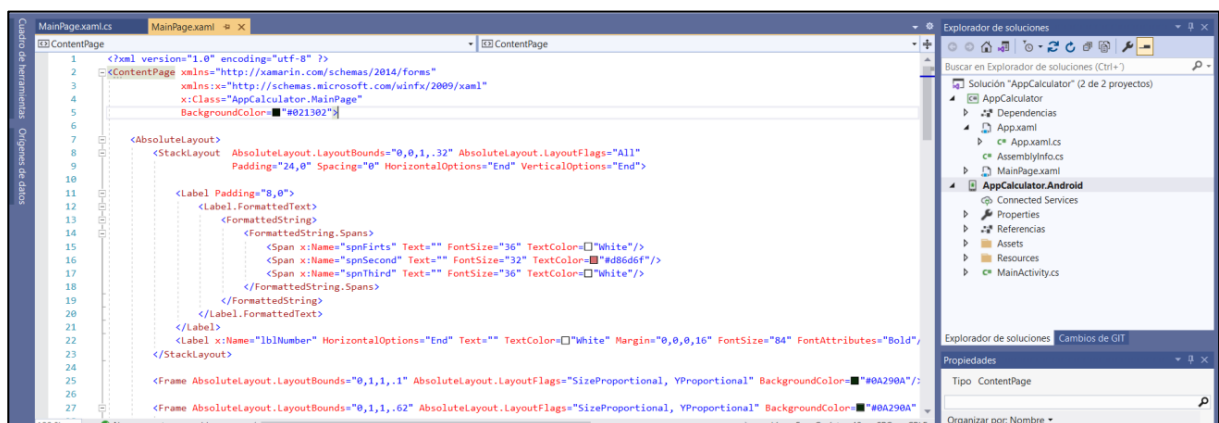 MainPage.xaml.cs
MainPage.xaml
ContentPage
ContentPage
1 <?xml version="1.0" encoding="utf-8" ?>
2 <ContentPage xmlns="http://xamarin.com/schemas/2014/forms"
3 xmlns:x="http://schemas.microsoft.com/winfx/2009/xaml"
4 x:Class="AppCalculator.MainPage"
5 BackgroundColor="#021302">
6
7 <AbsoluteLayout>
8 <StackLayout AbsoluteLayout.LayoutBounds="0,0,1,.32" AbsoluteLayout.LayoutFlags="All"
9 Padding="24,0" Spacing="0" HorizontalOptions="End" VerticalOptions="End">
10
11 <Label Padding="8,0">
12 <Label.FormattedText>
13 <FormattedString>
14 <FormattedString.Spans>
15 <Span x:Name="spnFirts" Text="" FontSize="36" TextColor="White"/>
16 <Span x:Name="spnSecond" Text="" FontSize="32" TextColor="#d86d6f"/>
17 <Span x:Name="spnThird" Text="" FontSize="36" TextColor="White"/>
18 </FormattedString.Spans>
19 </FormattedString>
20 </Label.FormattedText>
21 </Label>
22 <Label x:Name="lblNumber" HorizontalOptions="End" Text="" TextColor="White" Margin="0,0,0,16" FontSize="84" FontAttributes="Bold"/
23 </StackLayout>
24
25 <Frame AbsoluteLayout.LayoutBounds="0,1,1,.1" AbsoluteLayout.LayoutFlags="SizeProportional, YProportional" BackgroundColor="#0A290A"/>
26
27 <Frame AbsoluteLayout.LayoutBounds="0,1,1,.62" AbsoluteLayout.LayoutFlags="SizeProportional, YProportional" BackgroundColor="#0A290A"
Cuadro de herramientas
Orígenes de datos
Explorador de soluciones
Buscar en Explorador de soluciones (Ctrl+´)
Solución "AppCalculator" (2 de 2 proyectos)
AppCalculator
Dependencias
App.xaml
App.xaml.cs
AssemblyInfo.cs
MainPage.xaml
AppCalculator.Android
Connected Services
Properties
Referencias
Assets
Resources
MainActivity.cs
Explorador de soluciones
Cambios de GIT
Propiedades
Tipo ContentPage
Organizar por: Nombre